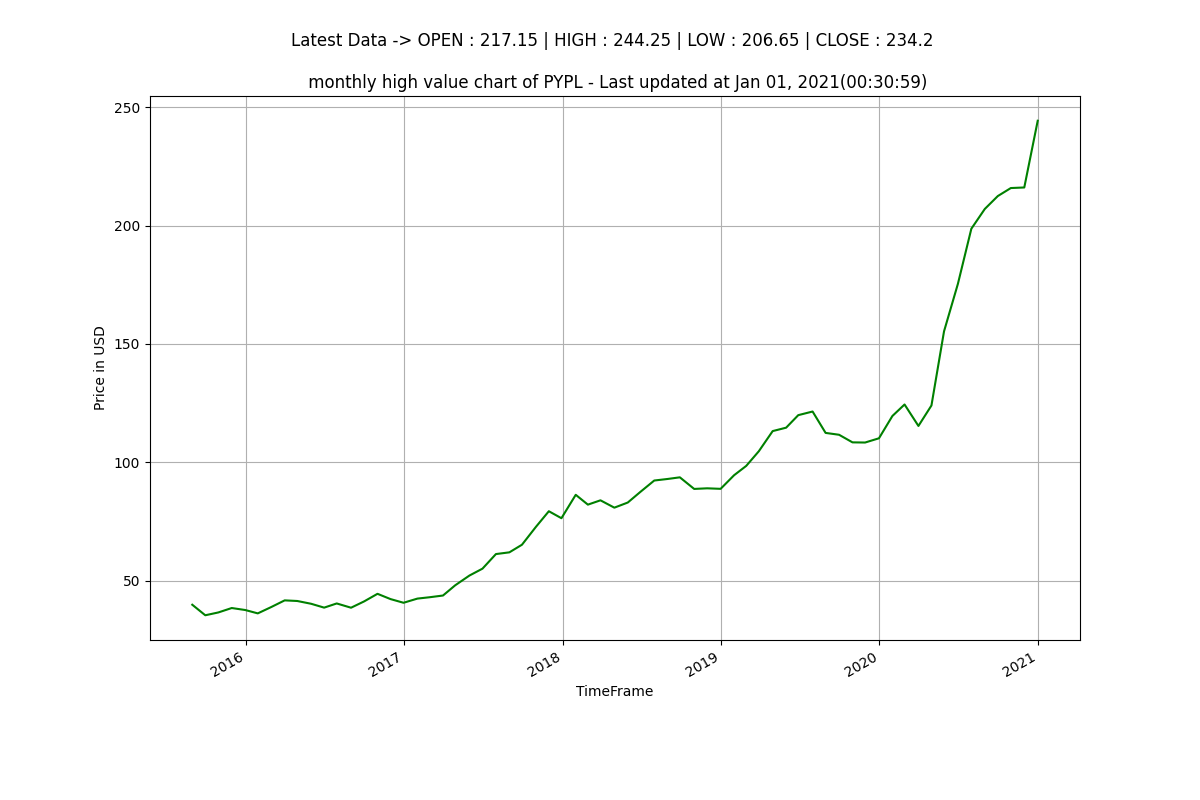 Latest Data -> OPEN : 217.15 | HIGH : 244.25 | LOW : 206.65 | CLOSE : 234.2
monthly high value chart of PYPL - Last updated at Jan 01, 2021(00:30:59)
250
200
150
100
50
Price in USD
2016
2017
2018
2019
2020
2021
TimeFrame